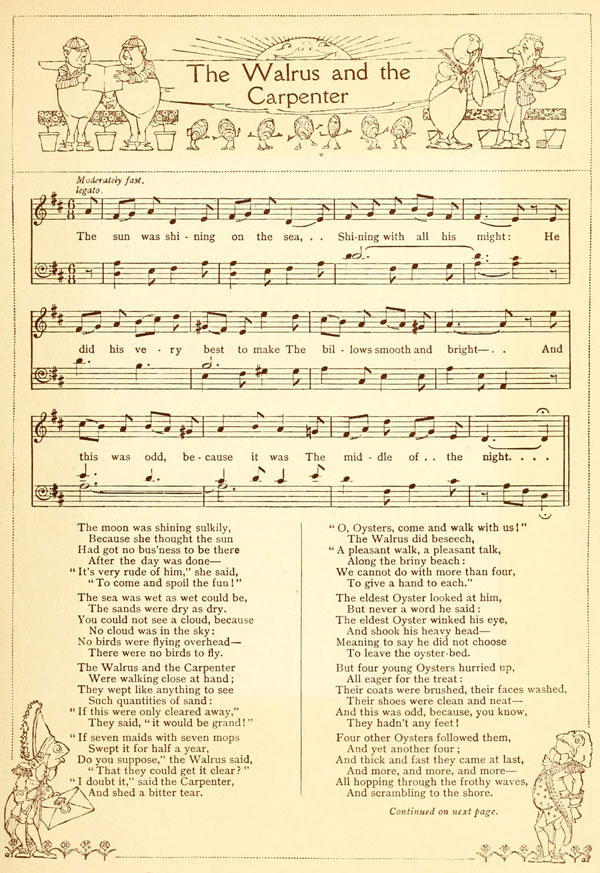 The Walrus and the
Carpenter
Moderately fast.
legato.
The sun was shi - ning on the sea, . . Shi-ning with all his might: He
did his ve - ry best to make The bil - lows smooth and bright—. . And
this was odd, be - cause it was The mid - dle of . . the night. . . .
The moon was shining sulkily,
Because she thought the sun
Had got no bus'ness to be there
After the day was done—
"It's very rude of him," she said,
"To come and spoil the fun!"
The sea was wet as wet could be,
The sands were dry as dry.
You could not see a cloud, because
No cloud was in the sky:
No birds were flying overhead—
There were no birds to fly.
The Walrus and the Carpenter
Were walking close at hand;
They wept like anything to see
Such quantities of sand:
"If this were only cleared away,"
They said, "it would be grand!"
"If seven maids with seven mops
Swept it for half a year,
Do you suppose," the Walrus said,
"That they could get it clear?"
"I doubt it," said the Carpenter,
And shed a bitter tear.
"O, Oysters, come and walk with us!"
The Walrus did beseech,
"A pleasant walk, a pleasant talk,
Along the briny beach:
We cannot do with more than four,
To give a hand to each."
The eldest Oyster looked at him,
But never a word he said:
The eldest Oyster winked his eye,
And shook his heavy head—
Meaning to say he did not choose
To leave the oyster-bed.
But four young Oysters hurried up,
All eager for the treat:
Their coats were brushed, their faces washed,
Their shoes were clean and neat—
And this was odd, because, you know,
They hadn't any feet!
Four other Oysters followed them,
And yet another four;
And thick and fast they came at last,
And more, and more, and more—
All hopping through the frothy waves,
And scrambling to the shore.
Continued on next page.